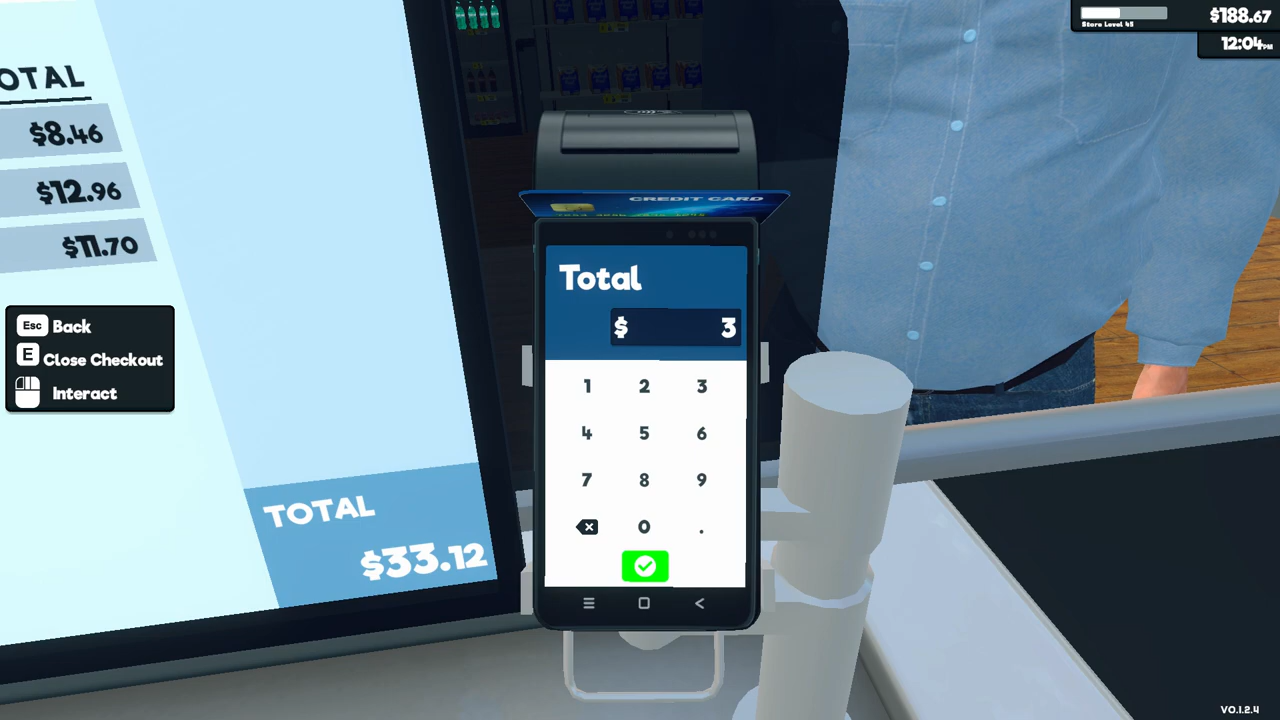 OTAL
$8.46
$12.96
$11.70
Esc Back
E Close Checkout
Interact
TOTAL
$33.12
CREDIT CARD
Total
$ 3
1 2 3
4 5 6
7 8 9
0 .
$188.67
Store Level 45
12:04PM
V0.1.2.4